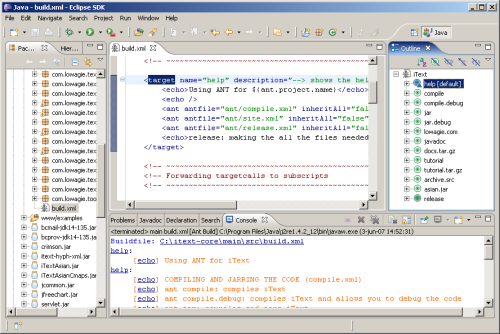 Java - build.xml - Eclipse SDK
File Edit Navigate Search Project Run Window Help
Java
Pac...
Hier...
com.lowagie.tex
com.lowagie.tex
com.lowagie.tex
com.lowagie.tex
com.lowagie.tex
com.lowagie.tex
com.lowagie.tex
com.lowagie.tex
com.lowagie.tex
com.lowagie.tex
com.lowagie.tex
com.lowagie.too
build.xml
www/examples
bcmail-jdk14-135.jar
bcprov-jdk14-135.jar
crimson.jar
itext-hyph-xml.jar
iTextAsian.jar
iTextAsianCmaps.jar
jcommon.jar
jfreechart.jar
servlet.jar
build.xml
<!--
<target name="help" description="--> shows the hel
<echo>Using ANT for ${ant.project.name}</echo>
<echo />
<ant antfile="ant/compile.xml" inheritAll="false"
<ant antfile="ant/site.xml" inheritAll="false"
<ant antfile="ant/release.xml" inheritAll="false"
<echo>release: making the all the files needed
</target>
<!--
<!-- Forwarding targetcalls to subscripts
<!--
Outline
iText
help [default]
compile
compile.debug
jar
jar.debug
lowagie.com
javadoc
docs.tar.gz
tutorial
tutorial.tar.gz
archive.src
asian.jar
release
Problems Javadoc Declaration Search Console
<terminated> main build.xml [Ant Build] C:\Program Files\Java\j2re1.4.2_12\bin\javaw.exe (3-jun-07 14:52:31)
Buildfile: C:\itext-core\main\src\build.xml
help:
[echo] Using ANT for iText
help:
[echo] COMPILING AND JARRING THE CODE (compile.xml)
[echo] ant compile: compiles iText
[echo] ant compile.debug: compiles iText and allows you to debug the code